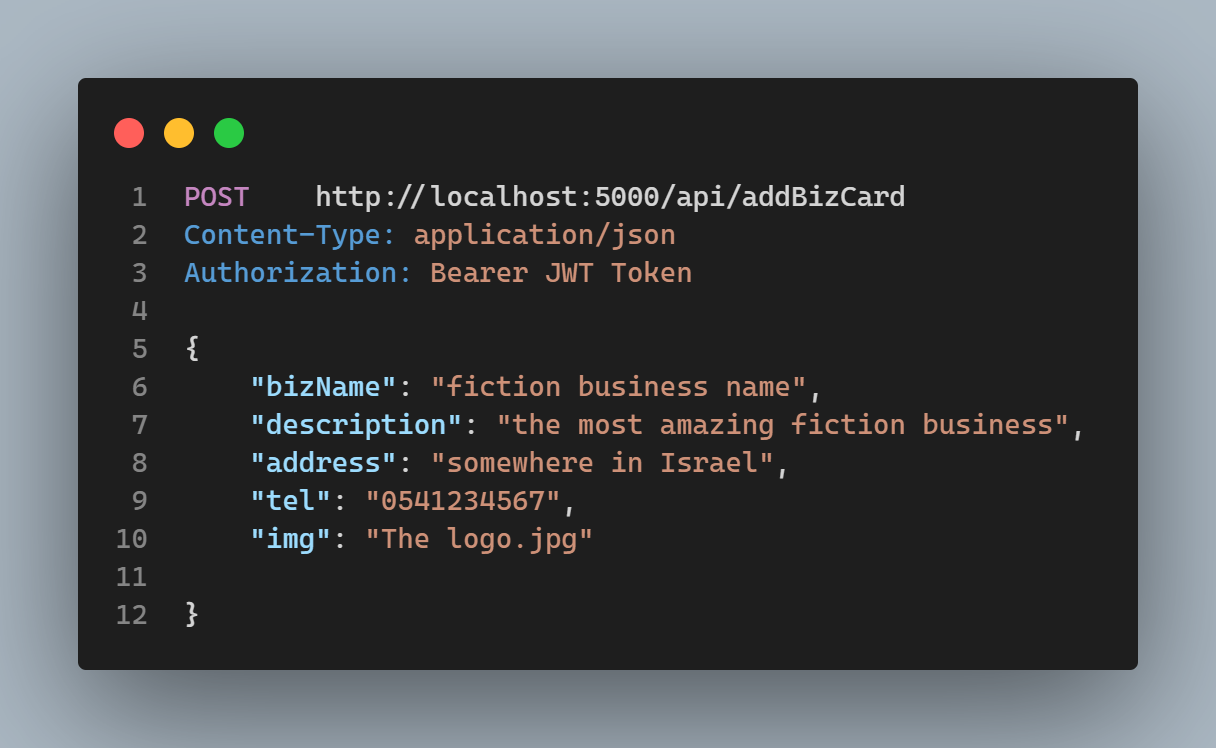 1 POST    http://localhost:5000/api/addBizCard
2 Content-Type: application/json
3 Authorization: Bearer JWT Token
4
5 {
6     "bizName": "fiction business name",
7     "description": "the most amazing fiction business",
8     "address": "somewhere in Israel",
9     "tel": "0541234567",
10     "img": "The logo.jpg"
11
12 }